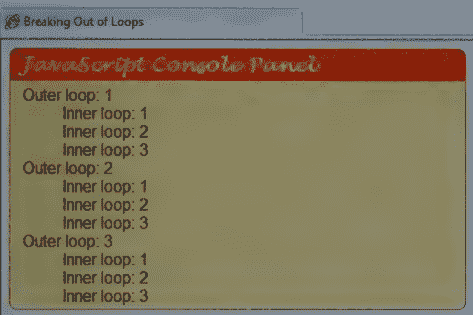 Breaking Out of Loops
JavaScript Console Panel
Outer loop: 1
Inner loop: 1
Inner loop: 2
Inner loop: 3
Outer loop: 2
Inner loop: 1
Inner loop: 2
Inner loop: 3
Outer loop: 3
Inner loop: 1
Inner loop: 2
Inner loop: 3